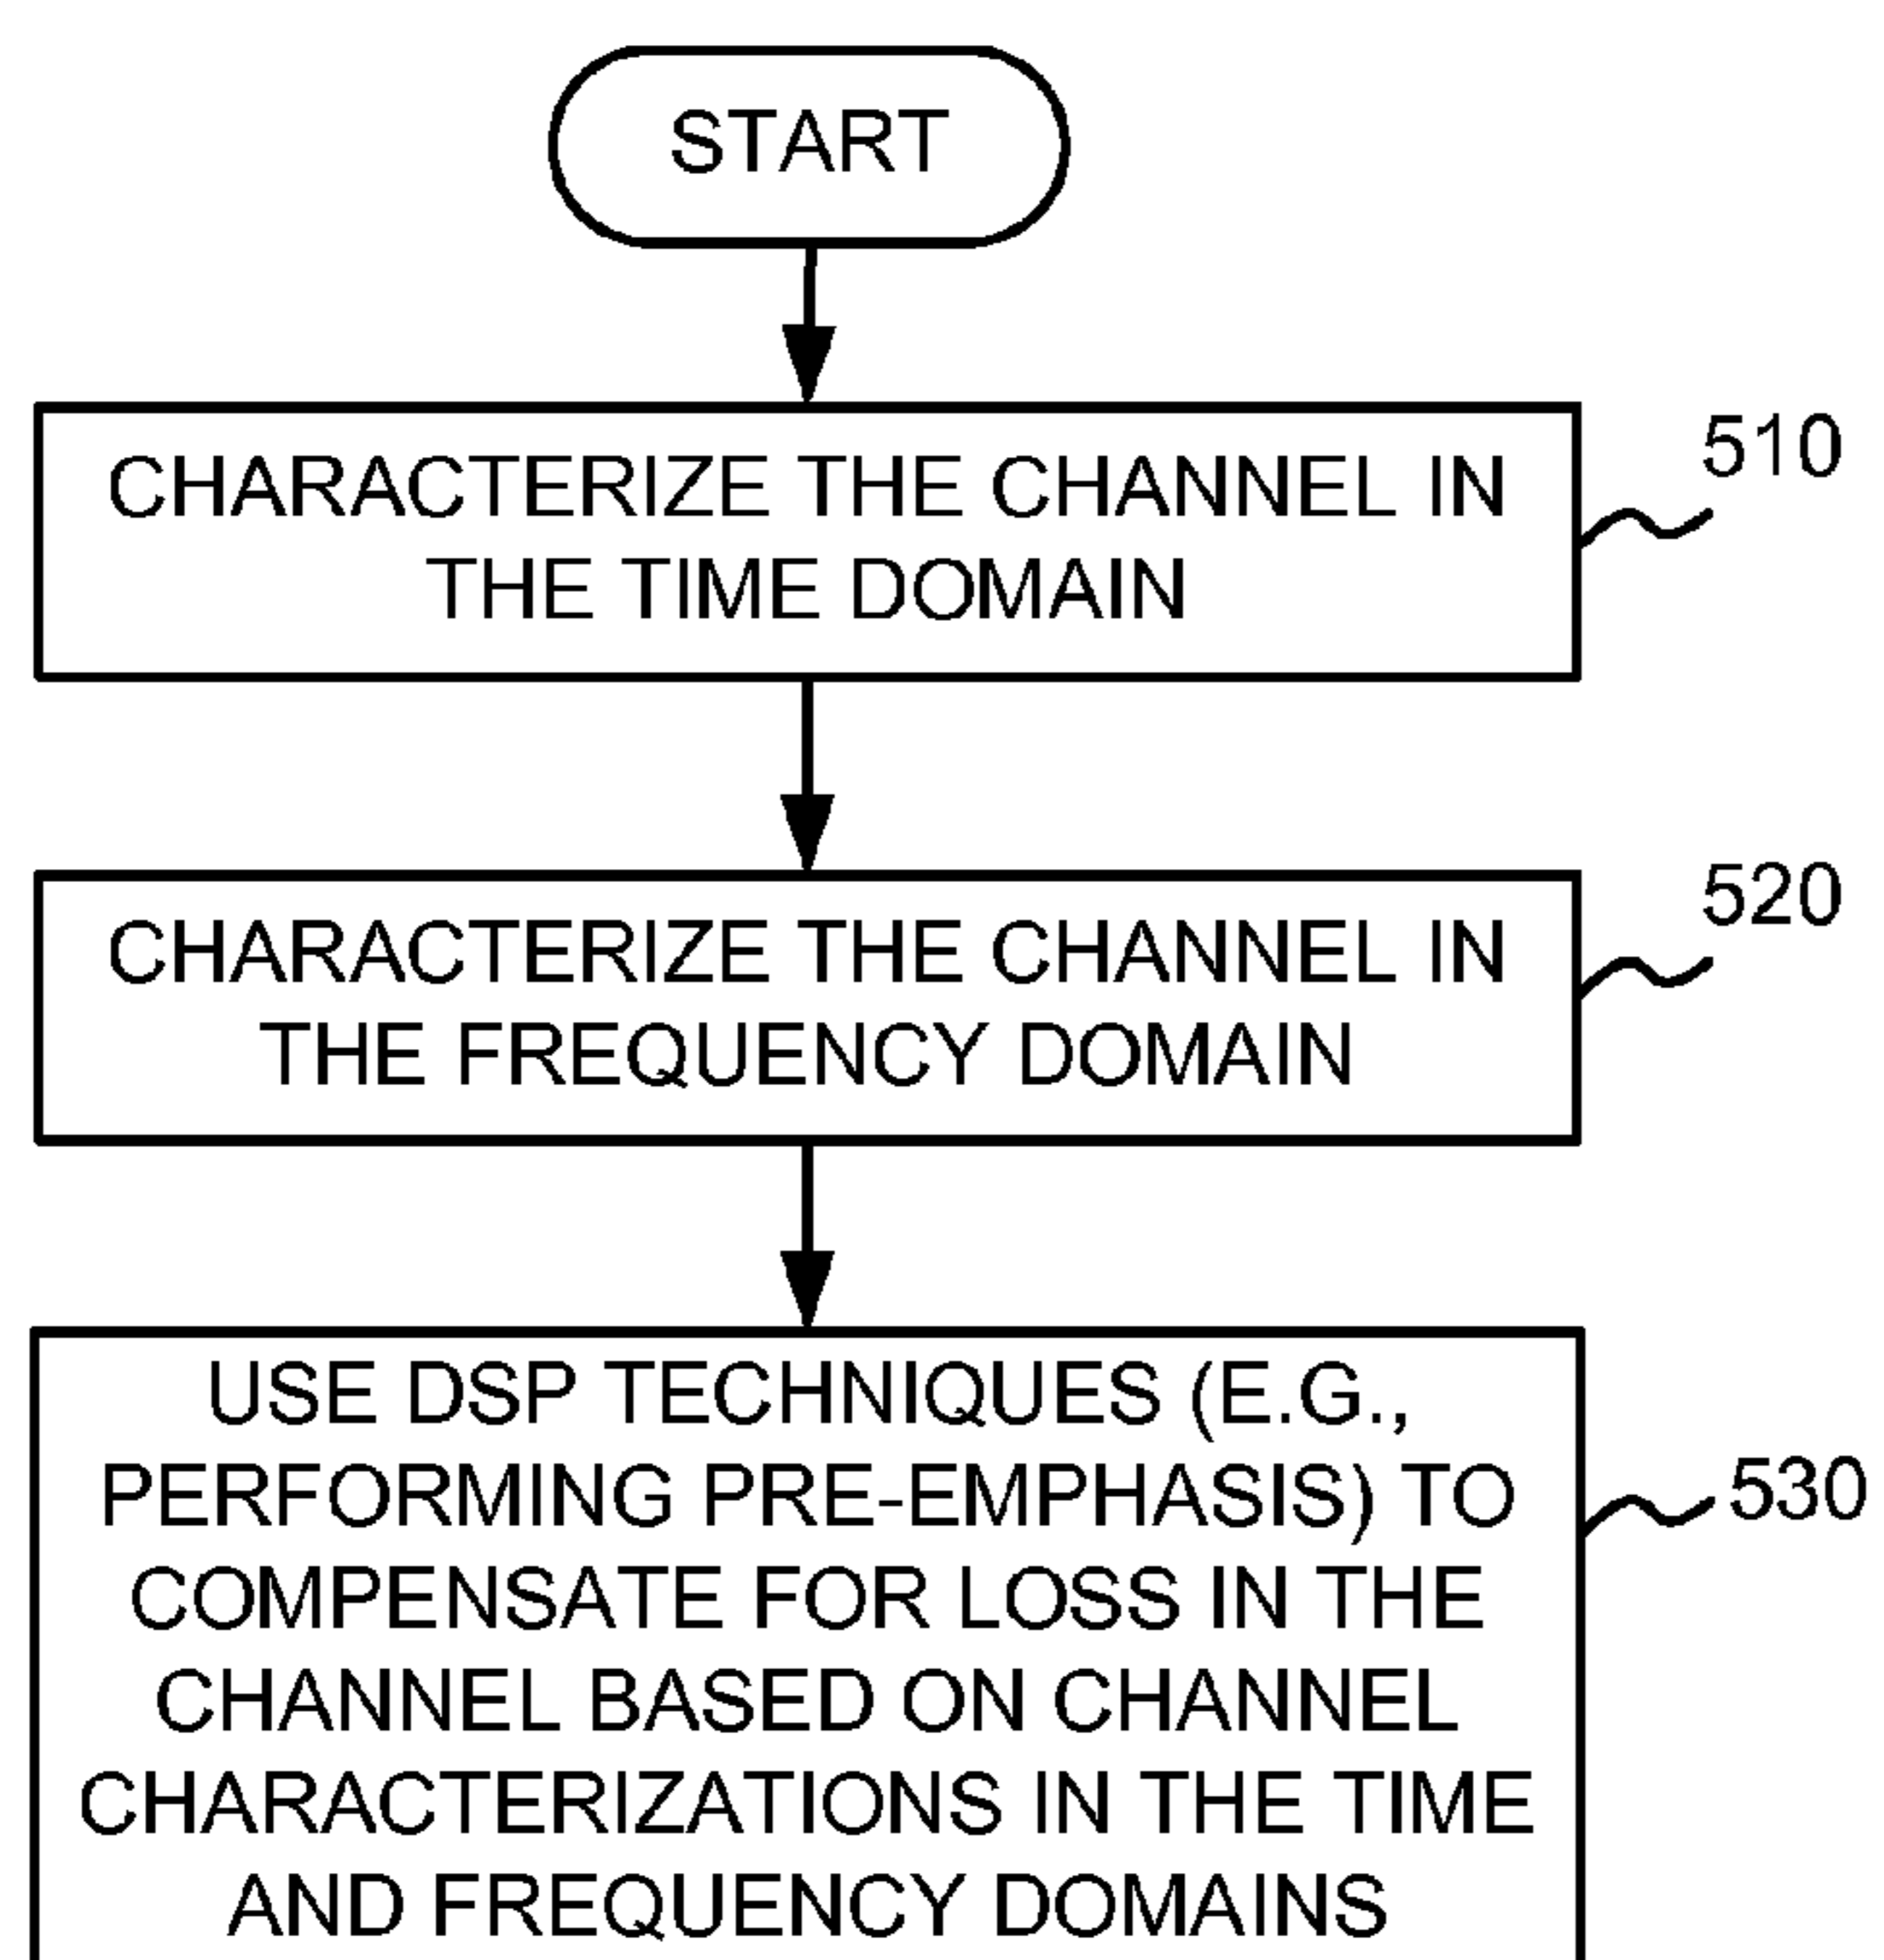 START
CHARACTERIZE THE CHANNEL IN
THE TIME DOMAIN
510
CHARACTERIZE THE CHANNEL IN
THE FREQUENCY DOMAIN
520
USE DSP TECHNIQUES (E.G.,
PERFORMING PRE-EMPHASIS) TO
COMPENSATE FOR LOSS IN THE
CHANNEL BASED ON CHANNEL
CHARACTERIZATIONS IN THE TIME
AND FREQUENCY DOMAINS
530